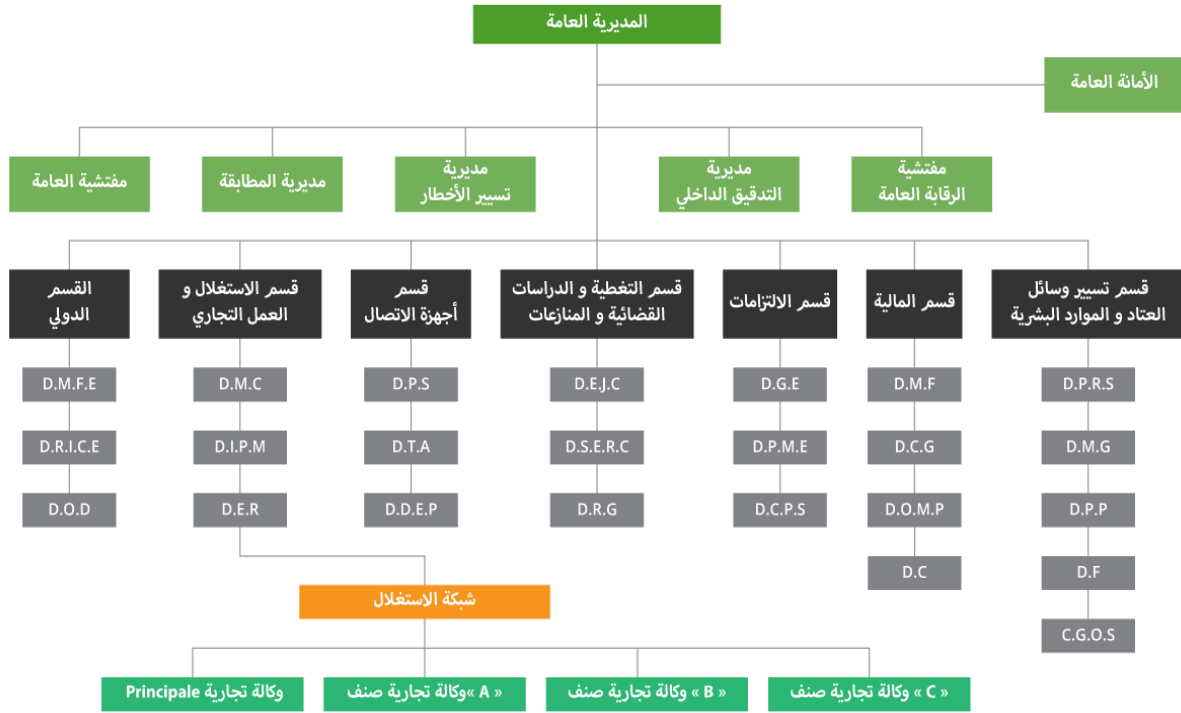 المديرية العامة
الأمانة العامة
مفتشية
الرقابة العامة
مديرية
التدقيق الداخلي
مديرية
تسيير الأخطار
مديرية المطابقة
مفتشية العامة
قسم تسيير وسائل
العتاد و الموارد البشرية
قسم المالية
قسم الالتزامات
قسم التغطية و الدراسات
القضائية و المنازعات
قسم
أجهزة الاتصال
قسم الاستغلال و
العمل التجاري
القسم
الدولي
D.P.R.S
D.M.F
D.G.E
D.E.J.C
D.P.S
D.M.C
D.M.F.E
D.M.G
D.C.G
D.P.M.E
D.S.E.R.C
D.T.A
D.I.P.M
D.R.I.C.E
D.P.P
D.O.M.P
D.C.P.S
D.R.G
D.D.E.P
D.E.R
D.O.D
D.F
D.C
C.G.O.S
شبكة الاستغلال
وكالة تجارية صنف « C »
وكالة تجارية صنف « B »
وكالة تجارية صنف« A »
وكالة تجارية Principale